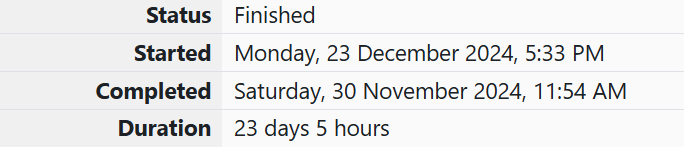 Status Finished
Started Monday, 23 December 2024, 5:33 PM
Completed Saturday, 30 November 2024, 11:54 AM
Duration 23 days 5 hours